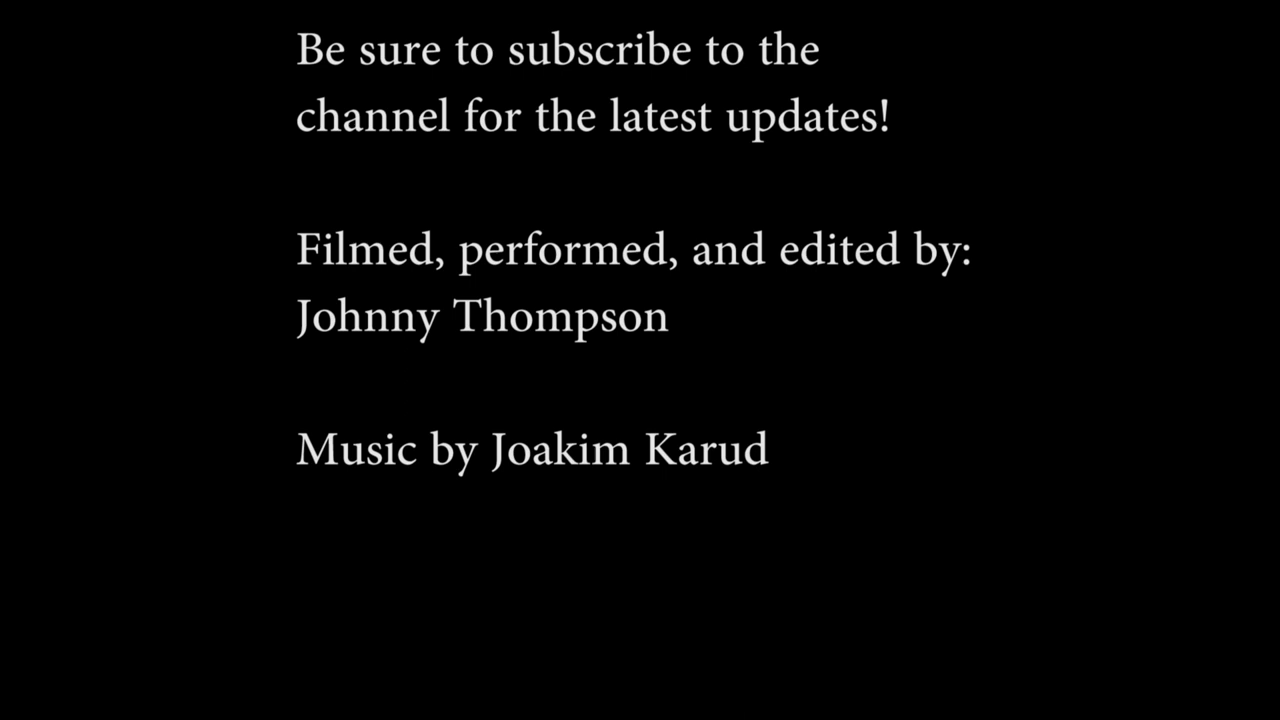 Be sure to subscribe to the
channel for the latest updates!
Filmed, performed, and edited by:
Johnny Thompson
Music by Joakim Karud